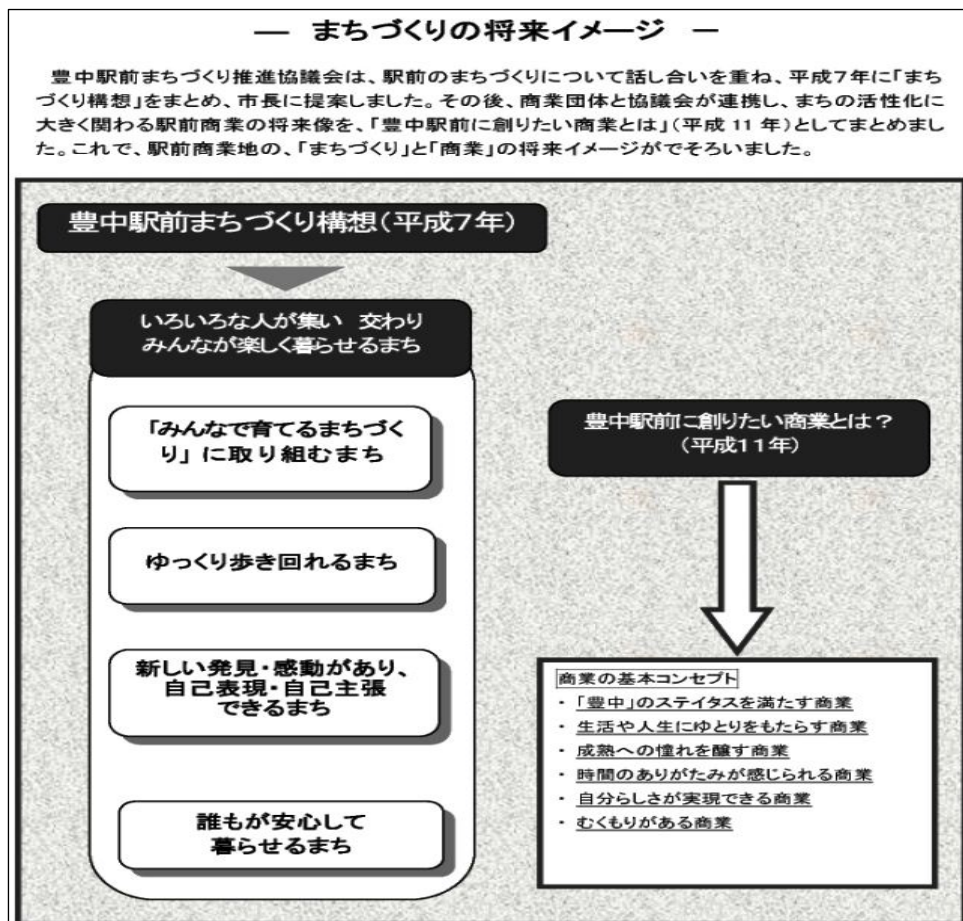 ― まちづくりの将来イメージ ―
豊中駅前まちづくり推進協議会は、駅前のまちづくりについて話し合いを重ね、平成7年に「まち
づくり構想」をまとめ、市長に提案しました。その後、商業団体と協議会が連携し、まちの活性化に
大きく関わる駅前商業の将来像を、「豊中駅前に創りたい商業とは」(平成 11 年)としてまとめまし
た。これで、駅前商業地の、「まちづくり」と「商業」の将来イメージがでそろいました。
豊中駅前まちづくり構想(平成7年)
いろいろな人が集い 交わり
みんなが楽しく暮らせるまち
「みんなで育てるまちづく
り」に取り組むまち
ゆっくり歩き回れるまち
新しい発見・感動があり、
自己表現・自己主張
できるまち
誰もが安心して
暮らせるまち
豊中駅前に創りたい商業とは?
(平成11年)
商業の基本コンセプト
・「豊中」のステイタスを満たす商業
・生活や人生にゆとりをもたらす商業
・成熟への憧れを醸す商業
・時間のありがたみが感じられる商業
・自分らしさが実現できる商業
・むくもりがある商業